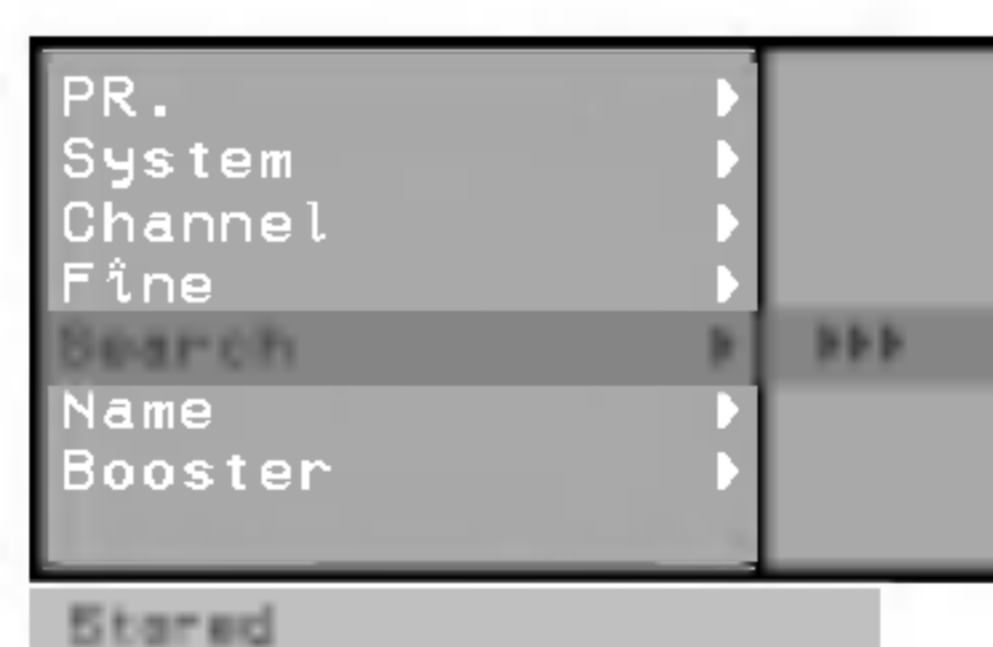 PR.
System
Channel
Fine
Search
Name
Booster
Stored